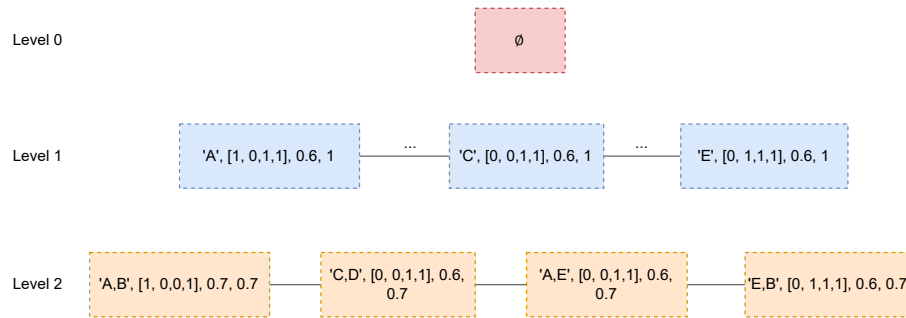 Level 0
∅
Level 1
'A', [1, 0,1,1], 0.6, 1
...
'C', [0, 0,1,1], 0.6, 1
...
'E', [0, 1,1,1], 0.6, 1
Level 2
'A,B', [1, 0,0,1], 0.7, 0.7
'C,D', [0, 0,1,1], 0.6,
0.7
'A,E', [0, 0,1,1], 0.6,
0.7
'E,B', [0, 1,1,1], 0.6, 0.7